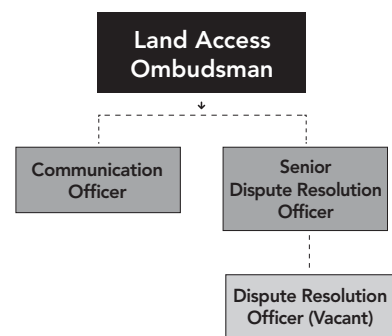 Land Access
Ombudsman
Communication
Officer
Senior
Dispute Resolution
Officer
Dispute Resolution
Officer (Vacant)